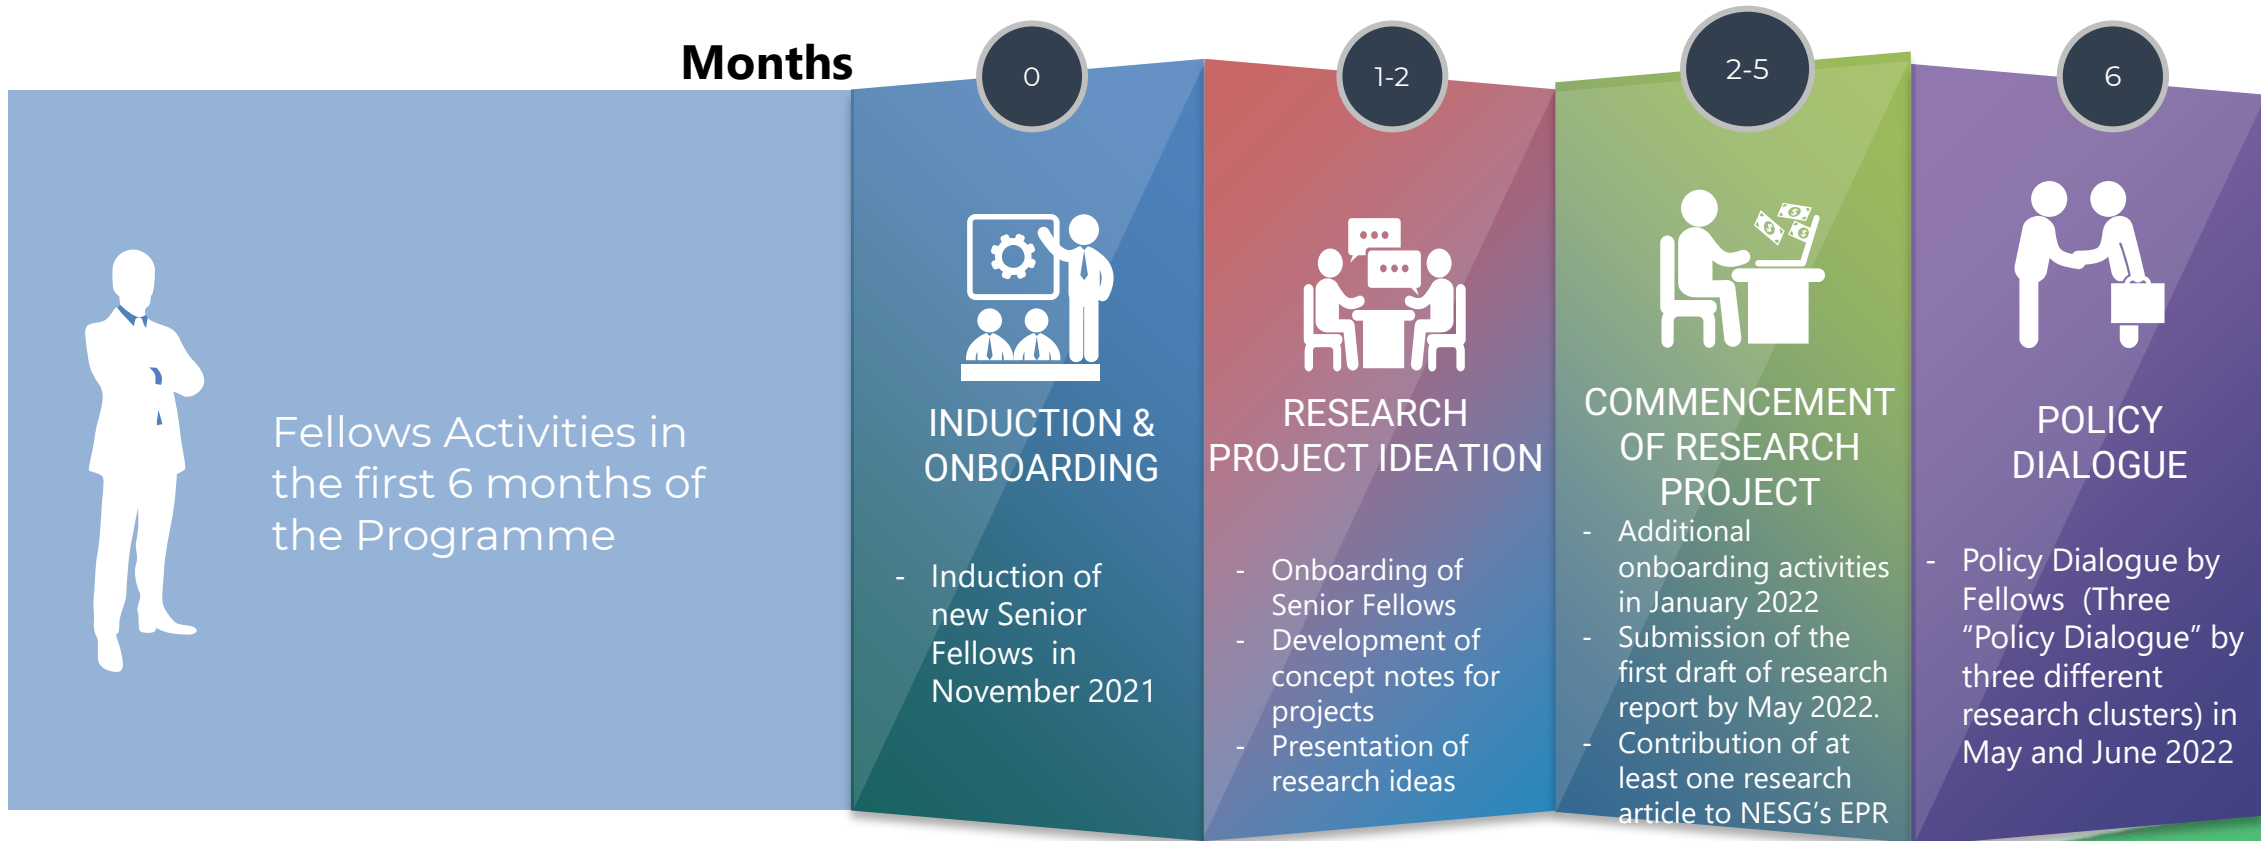 Months
0
1-2
2-5
6
Fellows Activities in
the first 6 months of
the Programme
INDUCTION &
ONBOARDING
- Induction of
new Senior
Fellows in
November 2021
RESEARCH
PROJECT IDEATION
- Onboarding of
Senior Fellows
- Development of
concept notes for
projects
- Presentation of
research ideas
COMMENCEMENT
OF RESEARCH
PROJECT
- Additional
onboarding activities
in January 2022
- Submission of the
first draft of research
report by May 2022.
- Contribution of at
least one research
article to NESG’s EPR
POLICY
DIALOGUE
- Policy Dialogue by
Fellows (Three
“Policy Dialogue” by
three different
research clusters) in
May and June 2022